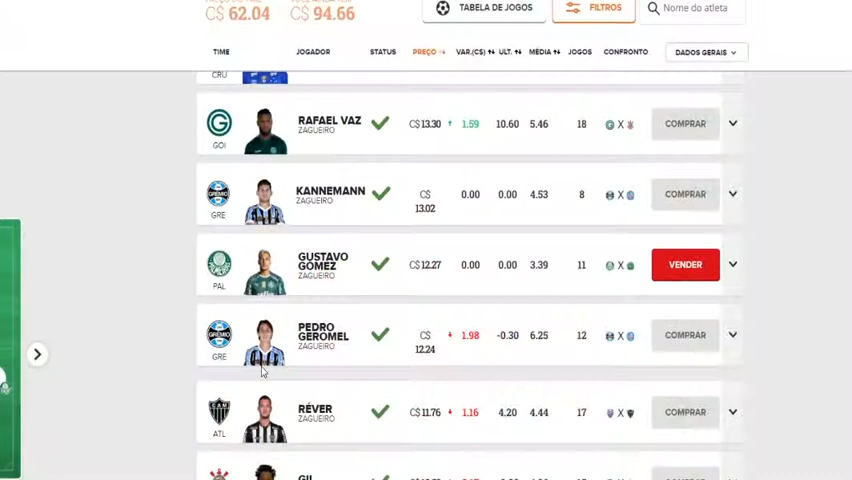 C$ 62.04 C$ 94.66
TABELA DE JOGOS FILTROS Nome do atleta
TIME JOGADOR STATUS PREÇO VAR.(C$) ULT. MÉDIA JOGOS CONFRONTO DADOS GERAIS
CRU
RAFAEL VAZ
ZAGUEIRO
C$ 13.30 1.59 10.60 5.46 18 X COMPRAR
GOI
KANNEMANN
ZAGUEIRO
C$
13.02
0.00 0.00 4.53 8 X COMPRAR
GRE
GUSTAVO
GÓMEZ
ZAGUEIRO
C$ 12.27 0.00 0.00 3.39 11 X VENDER
PAL
PEDRO
GEROMEL
ZAGUEIRO
C$
12.24
1.98 -0.30 6.25 12 X COMPRAR
GRE
RÉVER
ZAGUEIRO
C$ 11.76 1.16 4.20 4.44 17 X COMPRAR
ATL
GIL